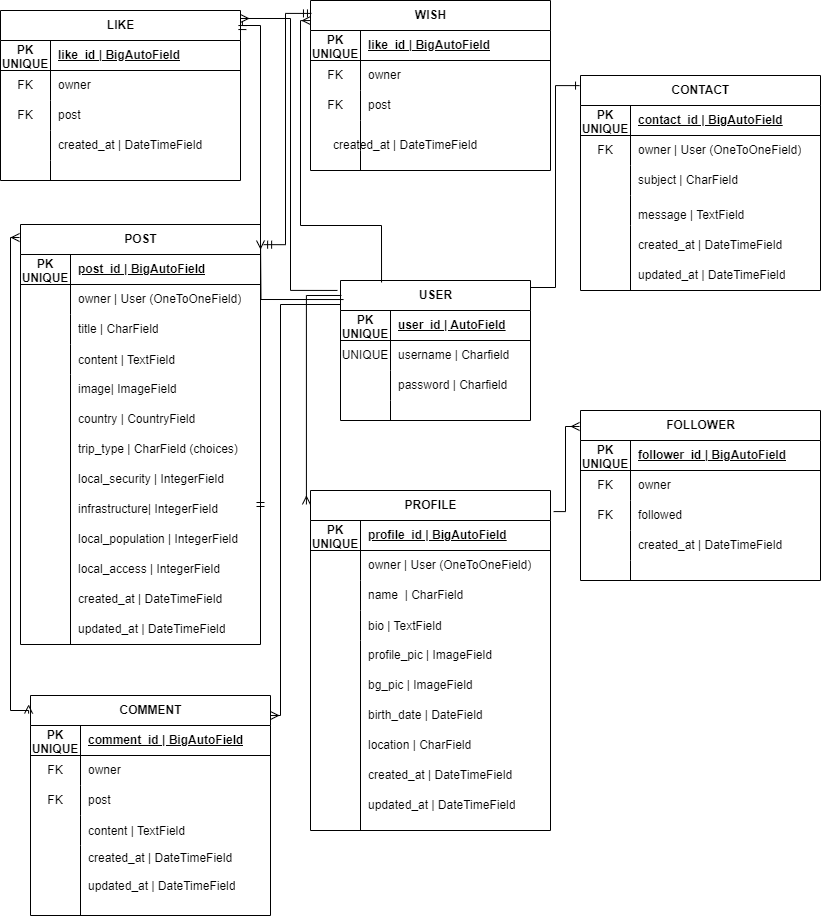 LIKE
PK
UNIQUE
like_id | BigAutoField
FK
owner
FK
post
created_at | DateTimeField
WISH
PK
UNIQUE
like_id | BigAutoField
FK
owner
FK
post
created_at | DateTimeField
CONTACT
PK
UNIQUE
contact_id | BigAutoField
FK
owner | User (OneToOneField)
subject | CharField
message | TextField
created_at | DateTimeField
updated_at | DateTimeField
POST
PK
UNIQUE
post_id | BigAutoField
owner | User (OneToOneField)
title | CharField
content | TextField
image| ImageField
country | CountryField
trip_type | CharField (choices)
local_security | IntegerField
infrastructure| IntegerField
local_population | IntegerField
local_access | IntegerField
created_at | DateTimeField
updated_at | DateTimeField
USER
PK
UNIQUE
user_id | AutoField
UNIQUE
username | Charfield
password | Charfield
FOLLOWER
PK
UNIQUE
follower_id | BigAutoField
FK
owner
FK
followed
created_at | DateTimeField
PROFILE
PK
UNIQUE
profile_id | BigAutoField
owner | User (OneToOneField)
name  | CharField
bio | TextField
profile_pic | ImageField
bg_pic | ImageField
birth_date | DateField
location | CharField
created_at | DateTimeField
updated_at | DateTimeField
COMMENT
PK
UNIQUE
comment_id | BigAutoField
FK
owner
FK
post
content | TextField
created_at | DateTimeField
updated_at | DateTimeField